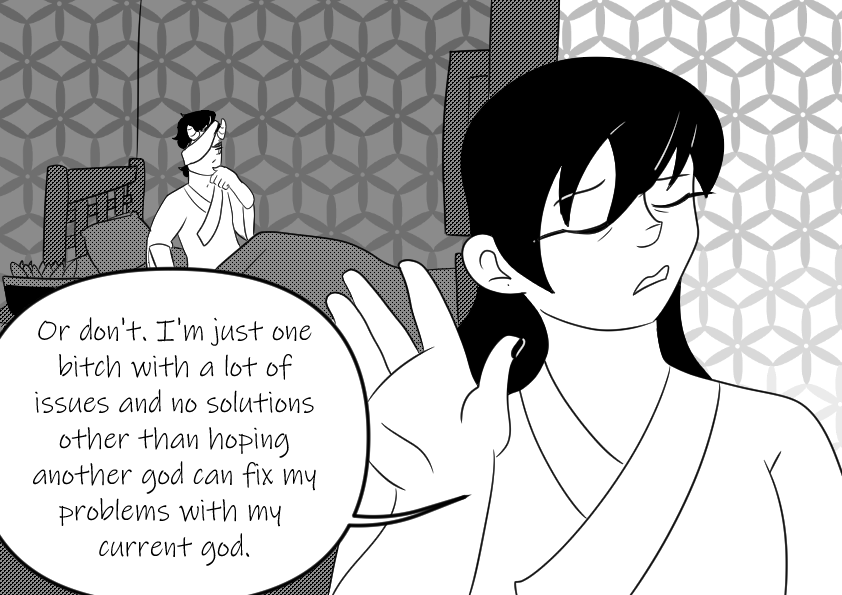 Or don't. I'm just one
bitch with a lot of
issues and no solutions
other than hoping
another god can fix my
problems with my
current god.